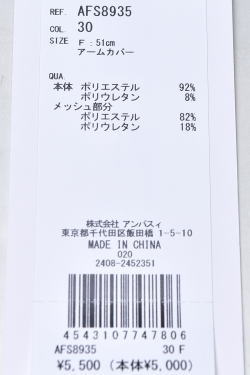 REF. AFS8935
COL. 30
SIZE F：51cm
アームカバー
QUA.
本体 ポリエステル 92%
ポリウレタン 8%
メッシュ部分
ポリエステル 82%
ポリウレタン 18%
株式会社 アンパスィ
東京都千代田区飯田橋 1-5-10
MADE IN CHINA
020
2408-2452351
4543107747806
AFS8935 30 F
¥5,500 (本体¥5,000)